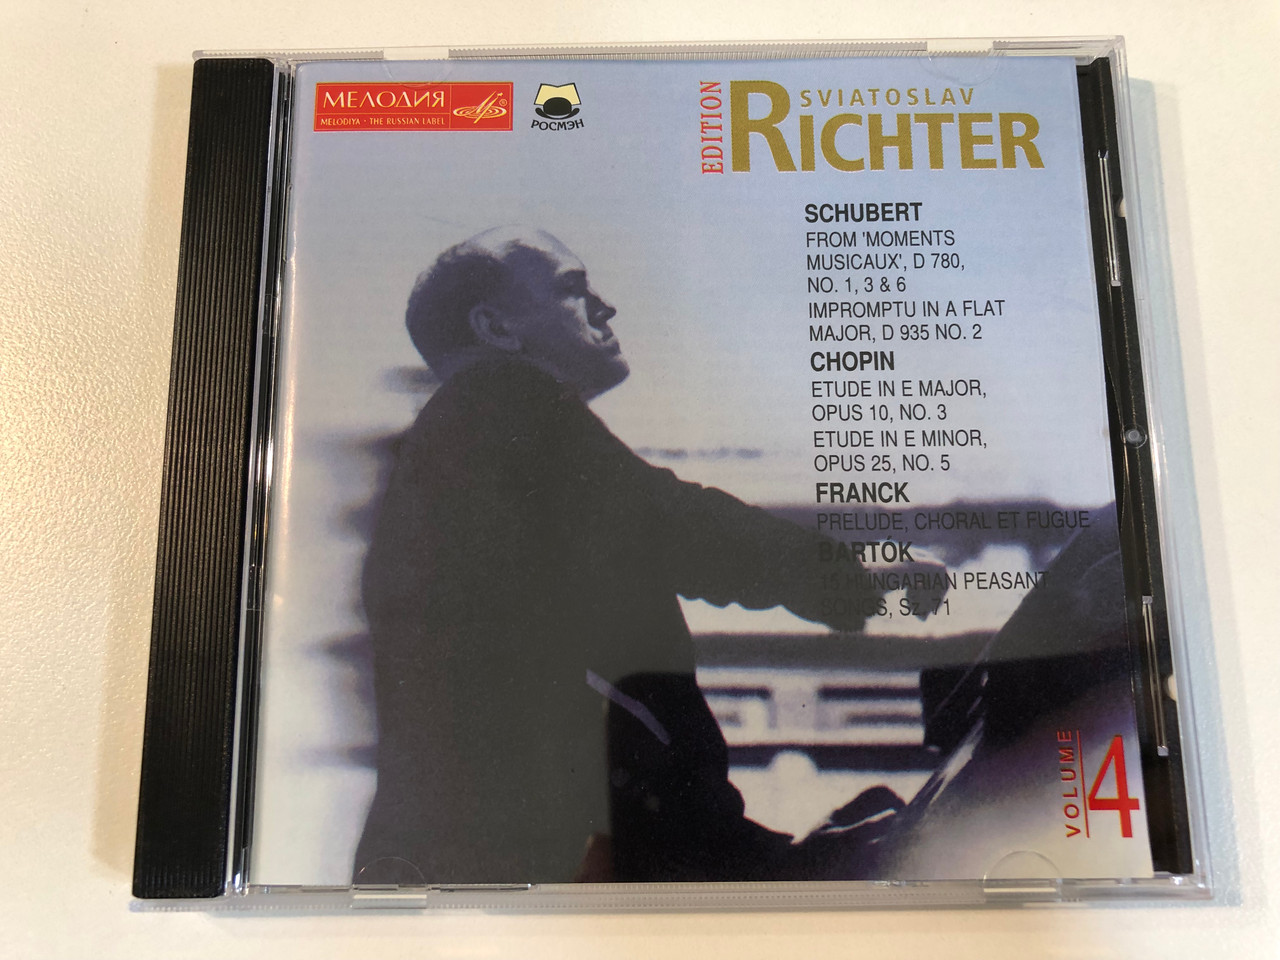 МЕЛОДИЯ
MELODIYA · THE RUSSIAN LABEL
®
РОСМЭН
EDITION
SVIATOSLAV
RICHTER
SCHUBERT
FROM 'MOMENTS
MUSICAUX', D 780,
NO. 1, 3 & 6
IMPROMPTU IN A FLAT
MAJOR, D 935 NO. 2
CHOPIN
ETUDE IN E MAJOR,
OPUS 10, NO. 3
ETUDE IN E MINOR,
OPUS 25, NO. 5
FRANCK
PRELUDE, CHORAL ET FUGUE
BARTÓK
15 HUNGARIAN PEASANT
SONGS, Sz. 71
VOLUME
4